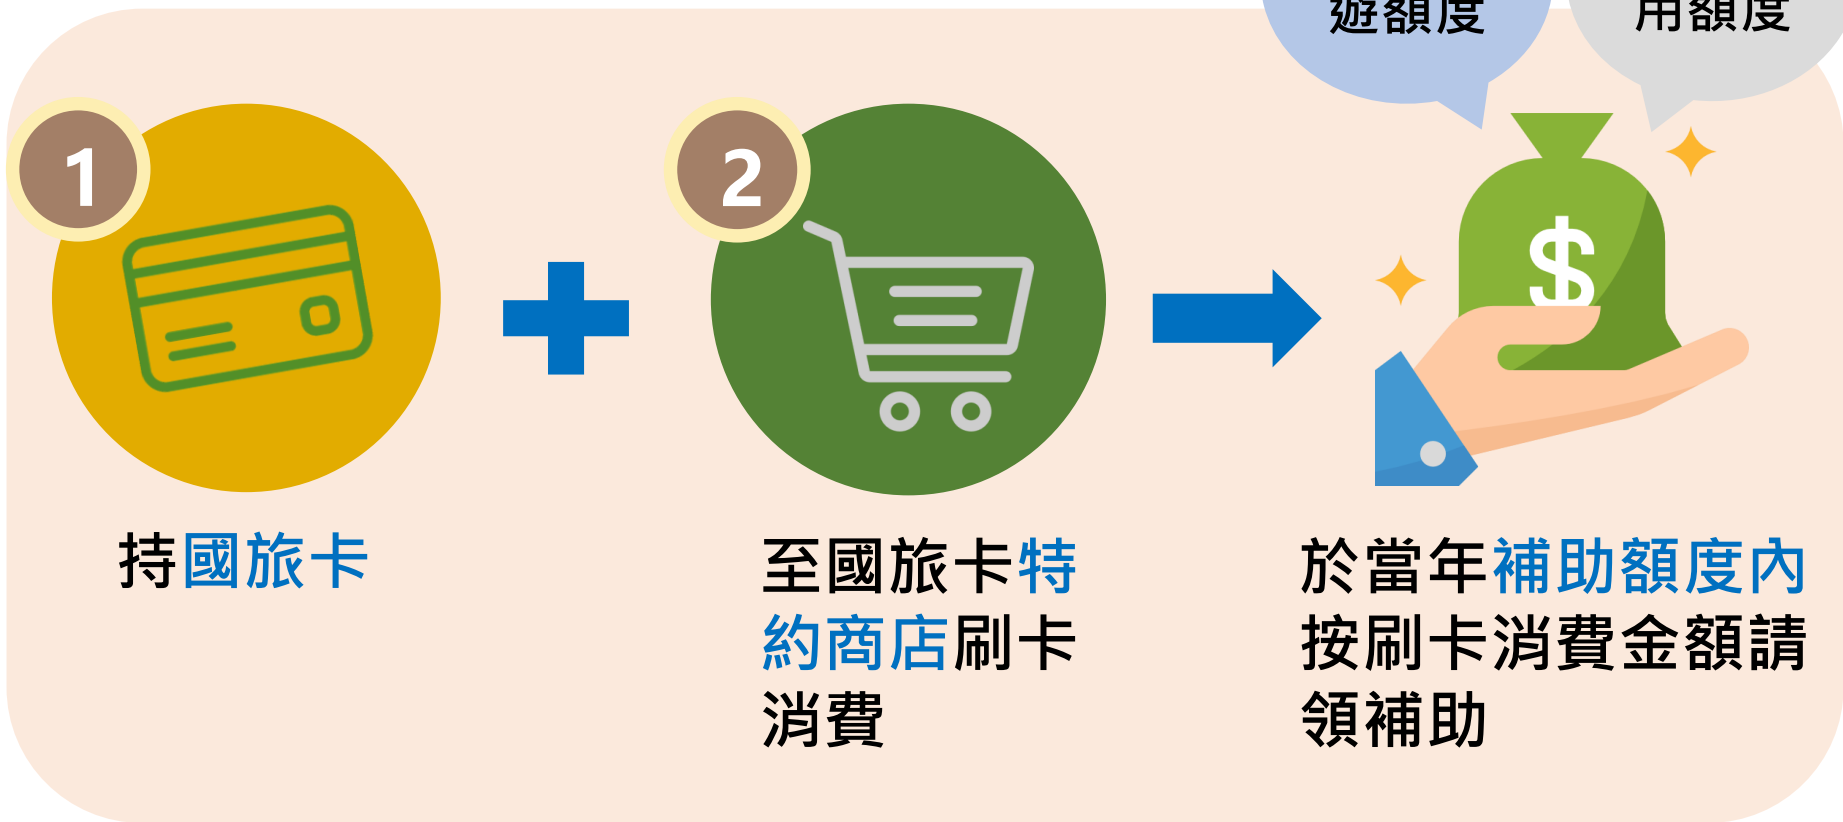 遊額度
用額度
1
2
$
持國旅卡
至國旅卡特
約商店刷卡
消費
於當年補助額度內
按刷卡消費金額請
領補助